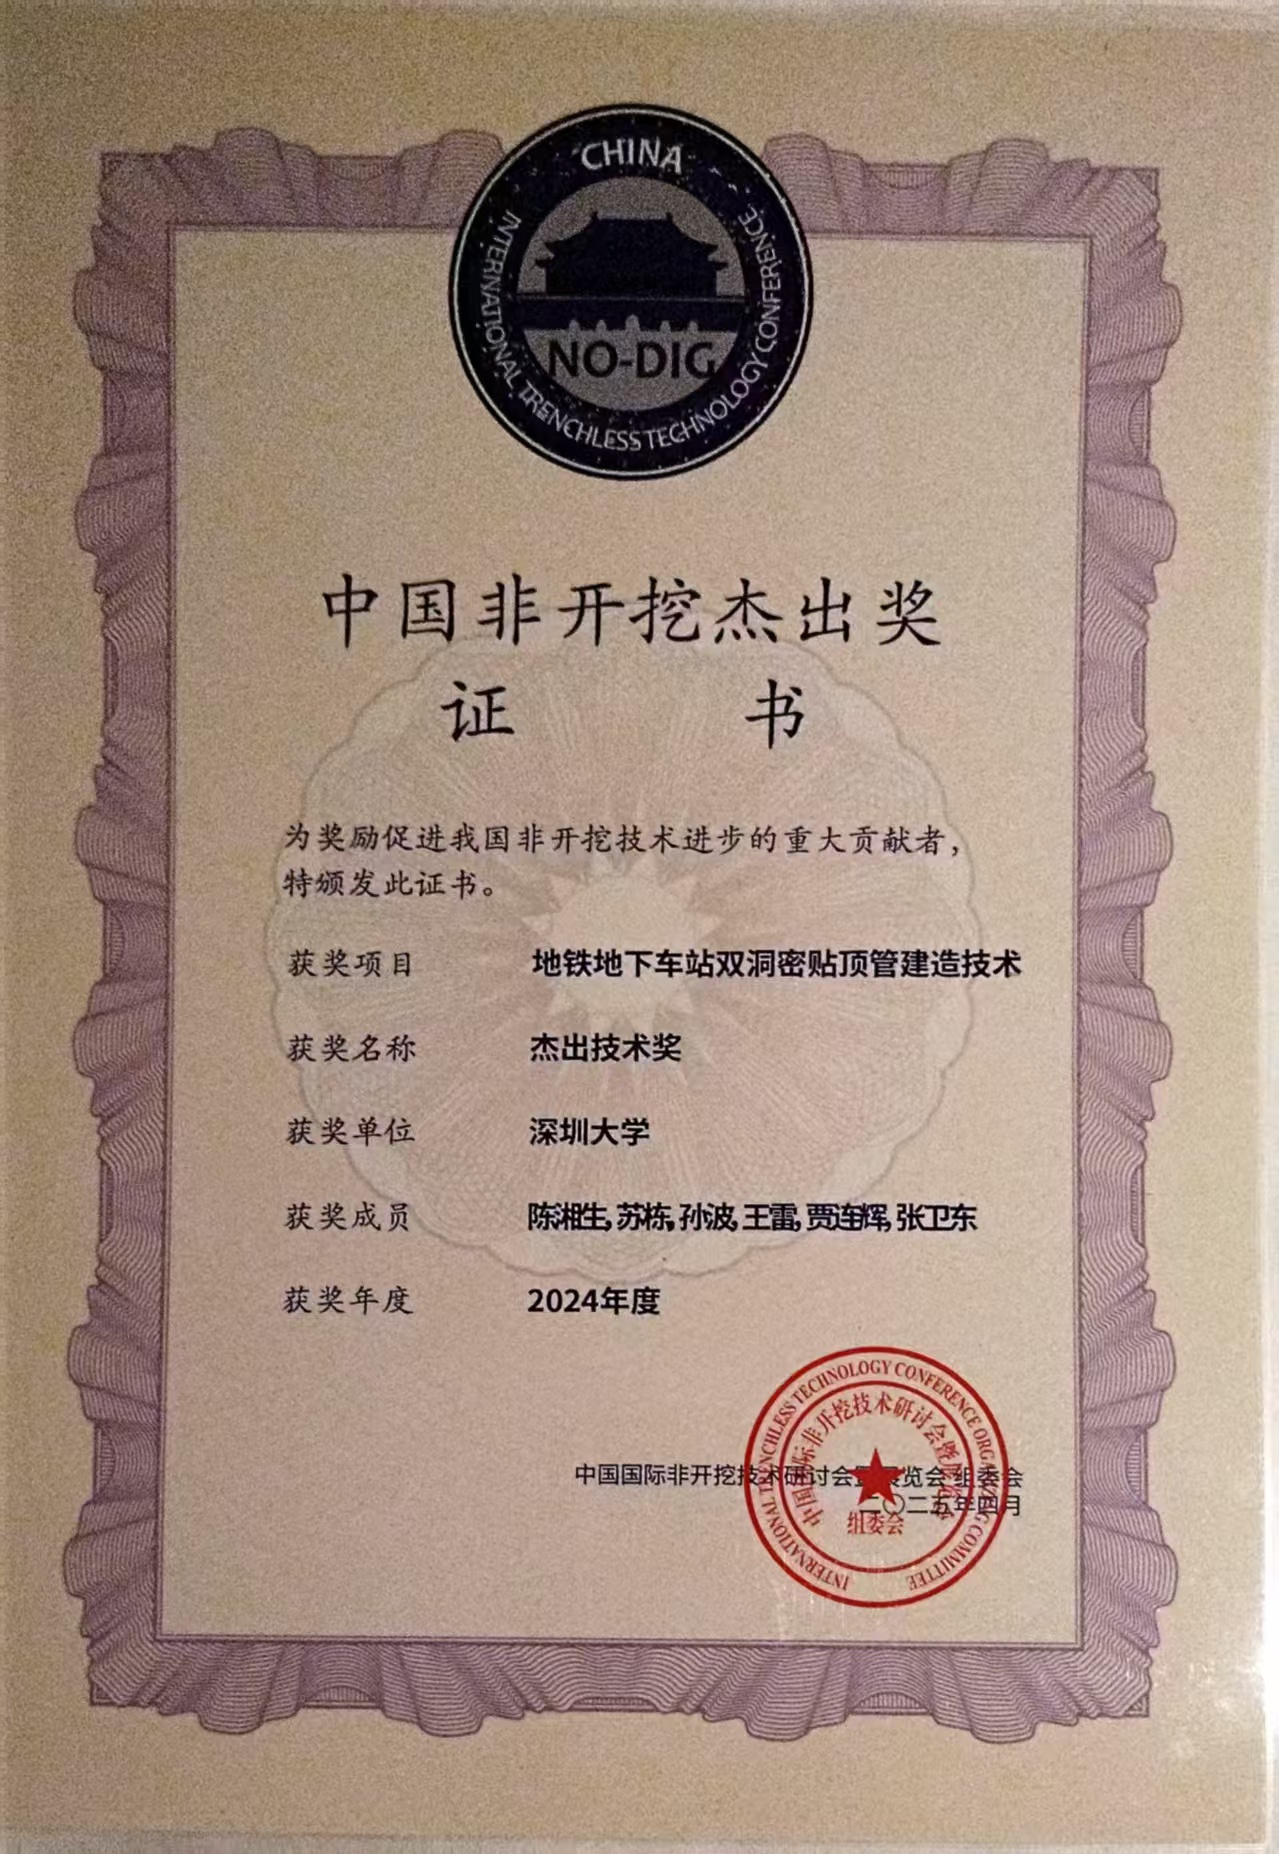 CHINA
INTERNATIONAL TRENCHLESS TECHNOLOGY CONFERENCE
NO-DIG
中国非开挖杰出奖
证 书
为奖励促进我国非开挖技术进步的重大贡献者，
特颁发此证书。
获奖项目 地铁地下车站双洞密贴顶管建造技术
获奖名称 杰出技术奖
获奖单位 深圳大学
获奖成员 陈湘生, 苏栋, 孙波, 王雷, 贾连辉, 张卫东
获奖年度 2024年度
中国国际非开挖技术研讨会暨展览会 组委会
二〇二五年四月
INTERNATIONAL TRENCHLESS TECHNOLOGY CONFERENCE ORGANIZING COMMITTEE
中国国际非开挖技术研讨会暨展览会
组委会